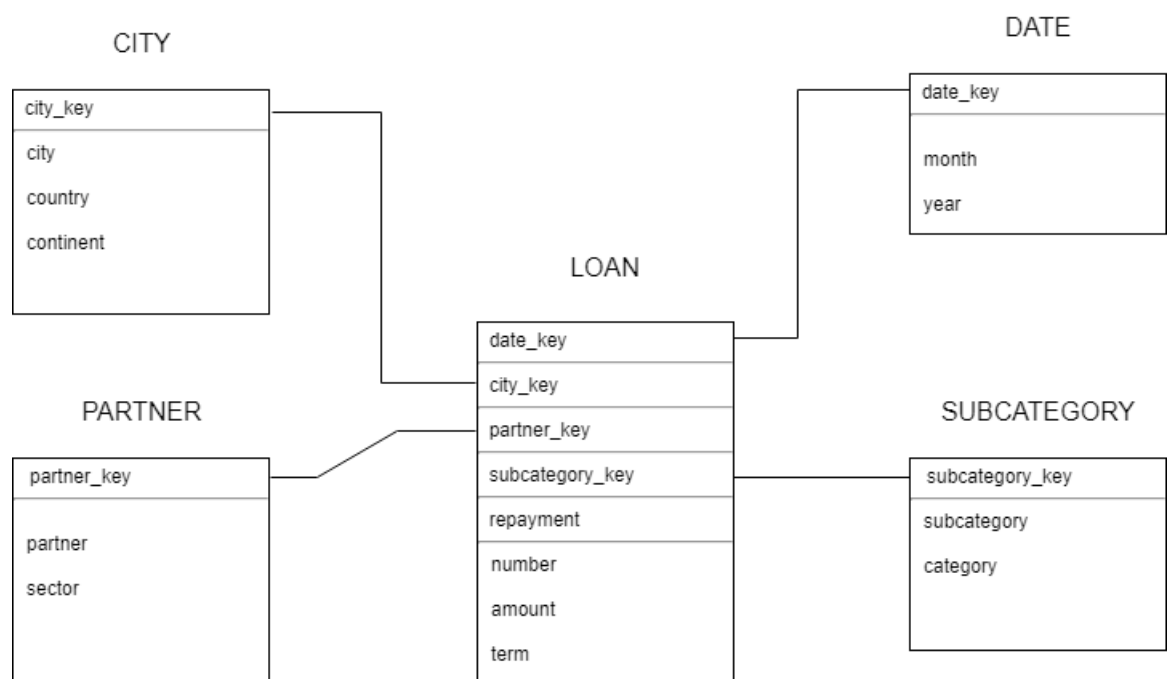 CITY
city_key
city
country
continent
DATE
date_key
month
year
LOAN
date_key
city_key
partner_key
subcategory_key
repayment
number
amount
term
PARTNER
partner_key
partner
sector
SUBCATEGORY
subcategory_key
subcategory
category